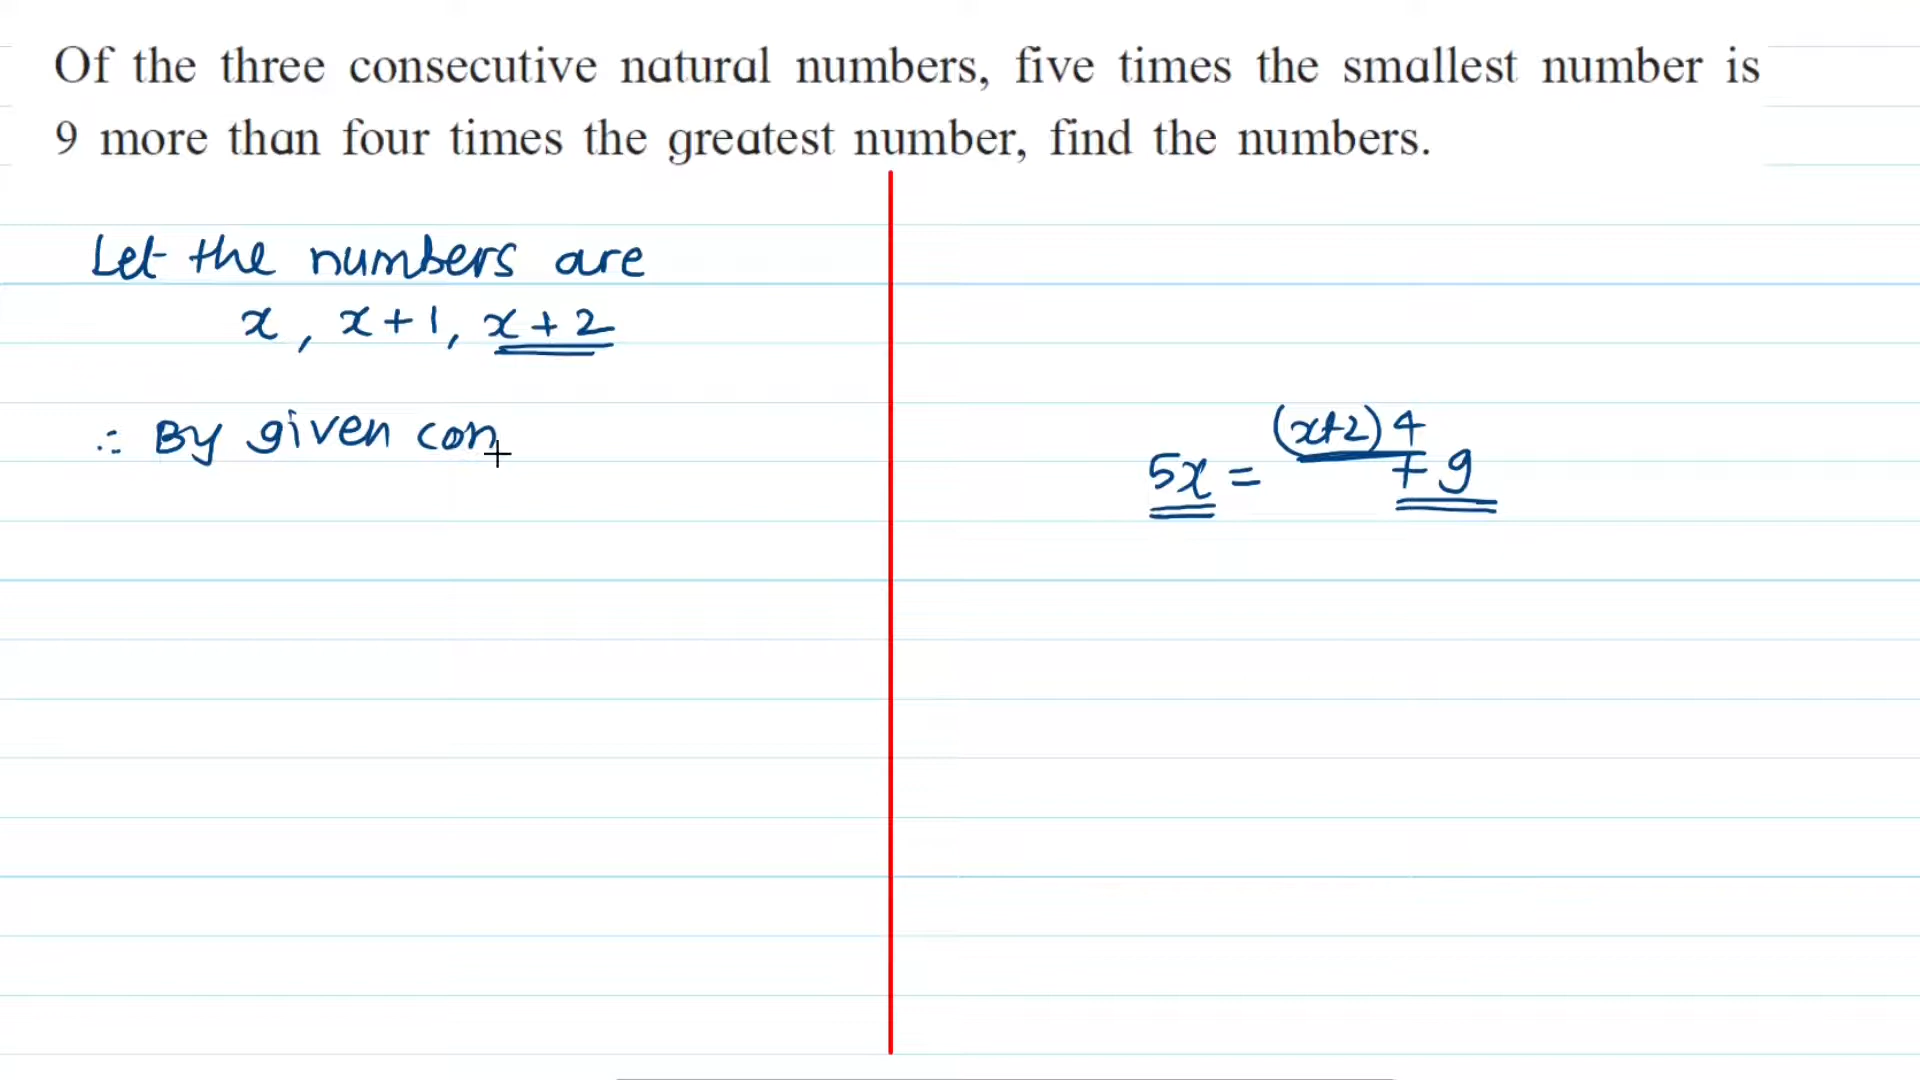 Of the three consecutive natural numbers, five times the smallest number is
9 more than four times the greatest number, find the numbers.
Let the numbers are
x, x+1, x+2
∴ By given con
(x+2) 4
5x = + 9